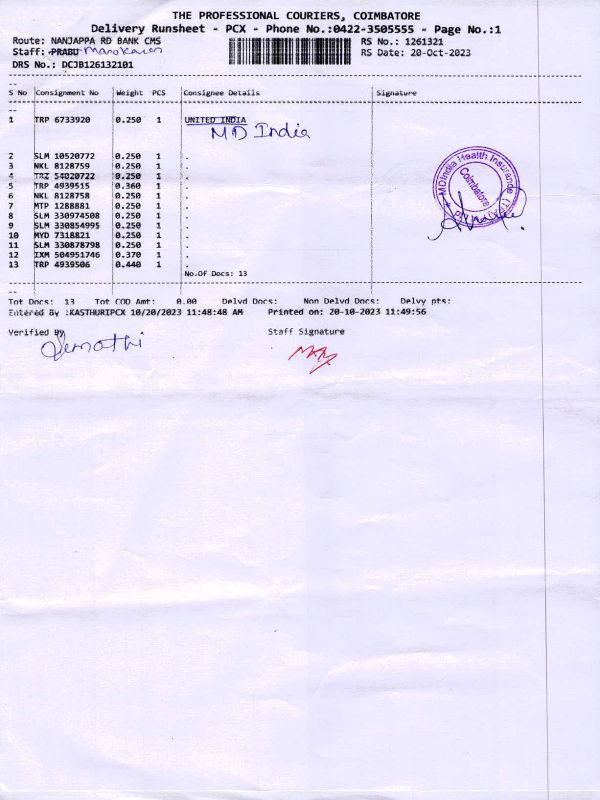 THE PROFESSIONAL COURIERS, COIMBATORE
Delivery Runsheet - PCX - Phone No.:0422-3505555 - Page No.:1
Route: NANJAPPA RD BANK CMS
RS No.: 1261321
Staff: PRABU Manokaran
RS Date: 20-Oct-2023
DRS No.: DCJB126132101
S No Consignment No Weight PCS Consignee Details Signature
1 TRP 6733920 0.250 1 UNITED INDIA
MD India
2 SLM 10520772 0.250 1 .
3 NKL 8128759 0.250 1 .
4 TRZ 54020722 0.250 1 .
5 TRP 4939515 0.360 1 .
6 NKL 8128758 0.250 1 .
7 MTP 1288881 0.250 1 .
8 SLM 330974508 0.250 1 .
9 SLM 330854995 0.250 1 .
10 MYD 7318821 0.250 1 .
11 SLM 330878798 0.250 1 .
12 IXM 504951746 0.370 1 .
13 TRP 4939506 0.440 1 .
No.Of Docs: 13
MDIndia Health Insurance
Coimbatore
Tot Docs: 13 Tot COD Amt: 0.00 Delvd Docs: Non Delvd Docs: Delvy pts:
Entered By :KASTHURIPCX 10/20/2023 11:48:48 AM Printed on: 20-10-2023 11:49:56
Verified By
Staff Signature